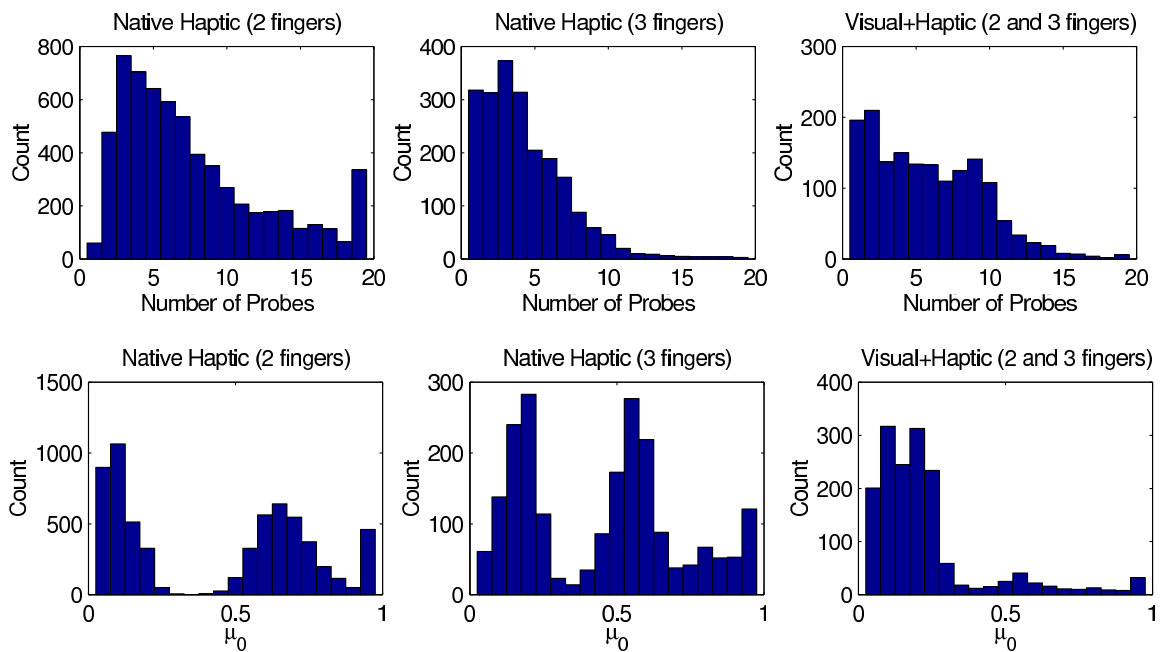 Native Haptic (2 fingers)
800
600
400
200
0
Count
0 5 10 15 20
Number of Probes
Native Haptic (3 fingers)
400
300
200
100
0
Count
0 5 10 15 20
Number of Probes
Visual+Haptic (2 and 3 fingers)
300
200
100
0
Count
0 5 10 15 20
Number of Probes
Native Haptic (2 fingers)
1500
1000
500
0
Count
0 0.5 1
μ0
Native Haptic (3 fingers)
300
200
100
0
Count
0 0.5 1
μ0
Visual+Haptic (2 and 3 fingers)
400
300
200
100
0
Count
0 0.5 1
μ0